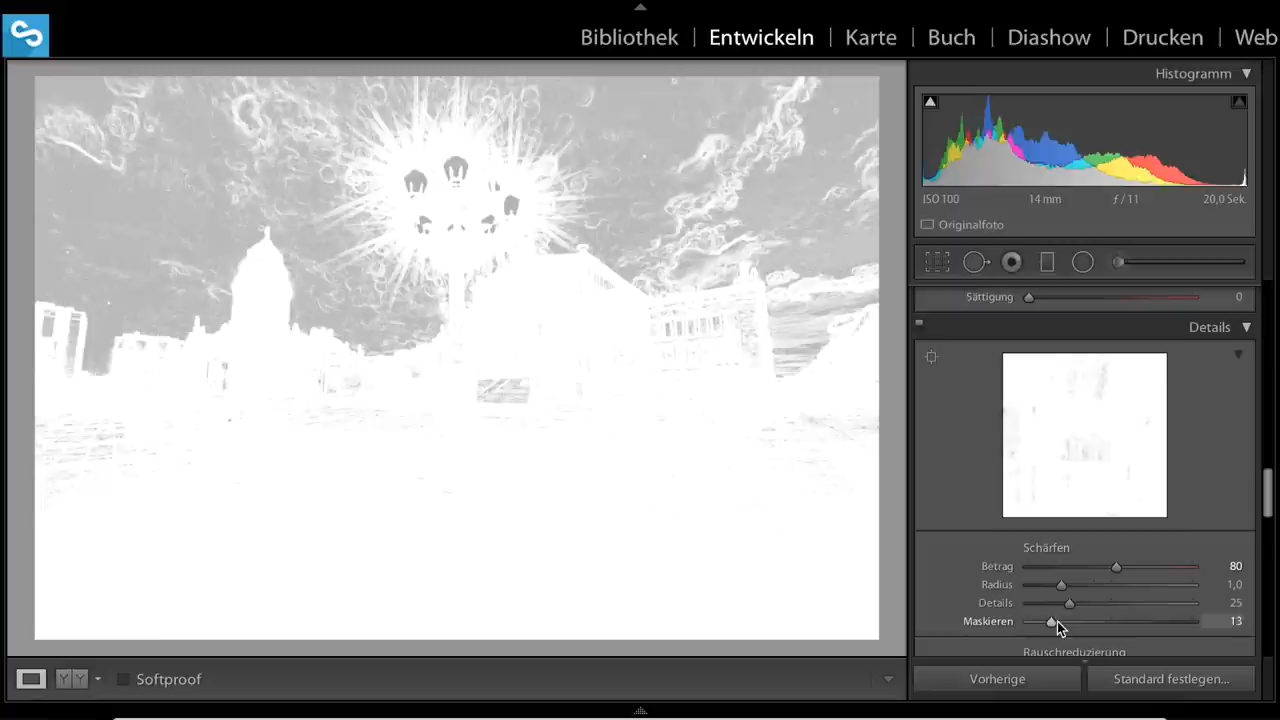 Bibliothek | Entwickeln | Karte | Buch | Diashow | Drucken | Web
Histogramm
ISO 100 14 mm ƒ / 11 20,0 Sek.
Originalfoto
Sättigung 0
Details
Schärfen
Betrag 80
Radius 1,0
Details 25
Maskieren 13
Rauschreduzierung
Softproof
Vorherige Standard festlegen...